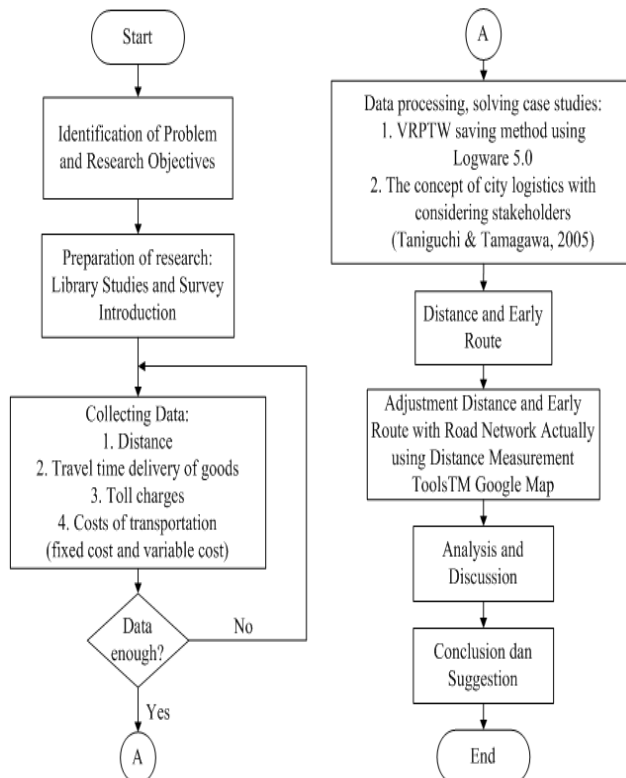 Start
Identification of Problem
and Research Objectives
Preparation of research:
Library Studies and Survey
Introduction
Collecting Data:
1. Distance
2. Travel time delivery of goods
3. Toll charges
4. Costs of transportation
(fixed cost and variable cost)
Data
enough?
No
Yes
A
A
Data processing, solving case studies:
1. VRPTW saving method using
Logware 5.0
2. The concept of city logistics with
considering stakeholders
(Taniguchi & Tamagawa, 2005)
Distance and Early
Route
Adjustment Distance and Early
Route with Road Network Actually
using Distance Measurement
ToolsTM Google Map
Analysis and
Discussion
Conclusion dan
Suggestion
End